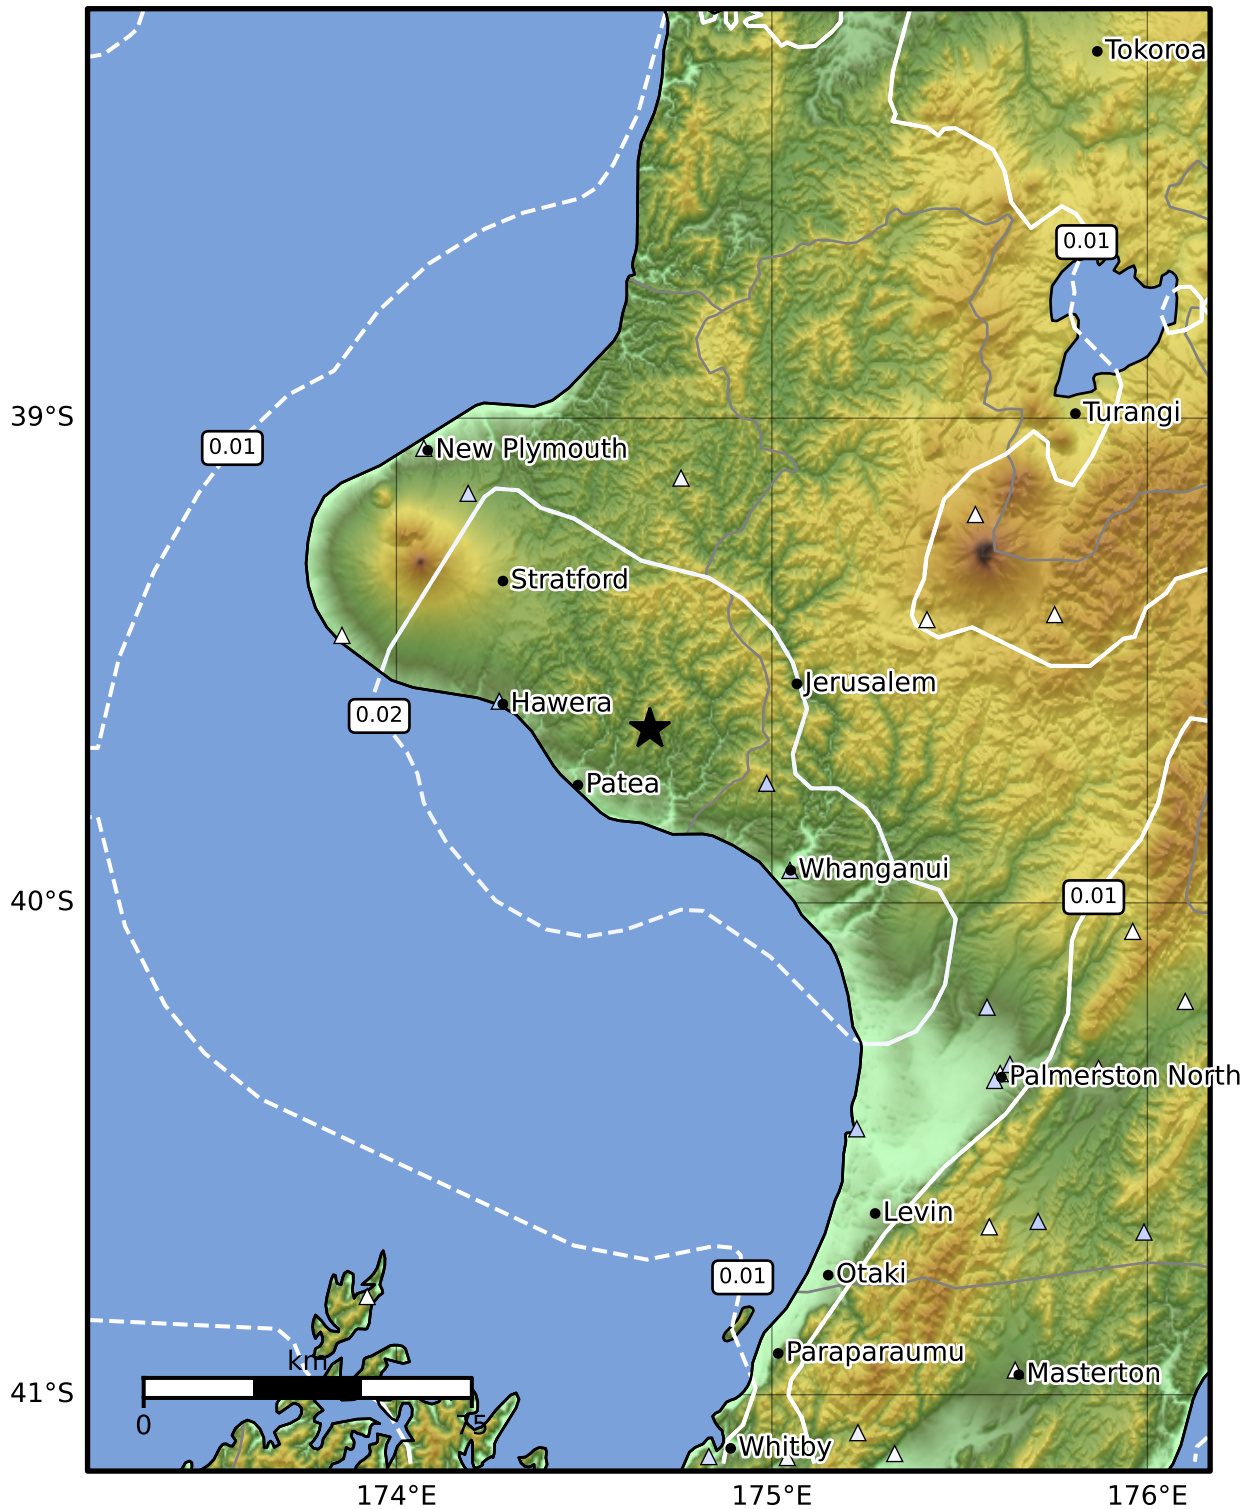 Tokoroa
0.01
39°S
Turangi
0.01
New Plymouth
Stratford
Jerusalem
Hawera
0.02
Patea
Whanganui
40°S
0.01
Palmerston North
Levin
Otaki
0.01
Paraparaumu
km
Masterton
41°S
0
75
Whitby
174°E
175°E
176°E